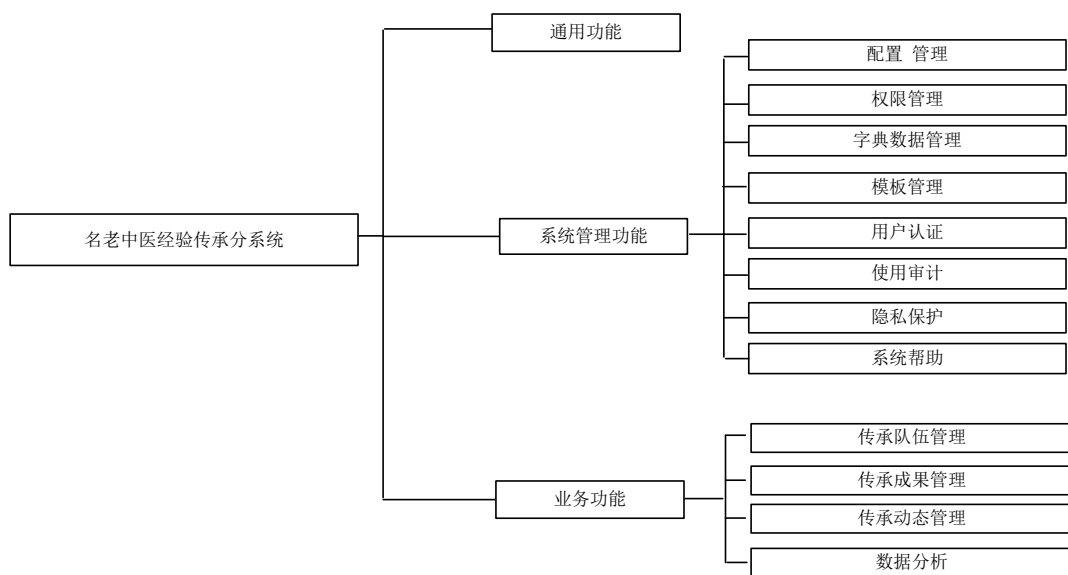 通用功能
配置 管理
权限管理
字典数据管理
模板管理
名老中医经验传承分系统
系统管理功能
用户认证
使用审计
隐私保护
系统帮助
传承队伍管理
传承成果管理
业务功能
传承动态管理
数据分析